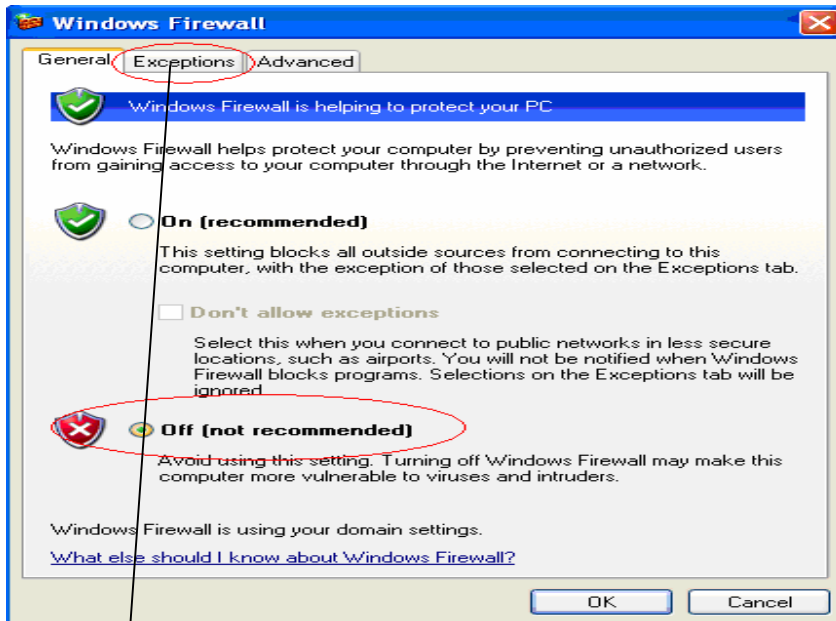 Windows Firewall
General Exceptions Advanced
Windows Firewall is helping to protect your PC
Windows Firewall helps protect your computer by preventing unauthorized users
from gaining access to your computer through the Internet or a network.
On (recommended)
This setting blocks all outside sources from connecting to this
computer, with the exception of those selected on the Exceptions tab.
Don't allow exceptions
Select this when you connect to public networks in less secure
locations, such as airports. You will not be notified when Windows
Firewall blocks programs. Selections on the Exceptions tab will be
ignored.
Off (not recommended)
Avoid using this setting. Turning off Windows Firewall may make this
computer more vulnerable to viruses and intruders.
Windows Firewall is using your domain settings.
What else should I know about Windows Firewall?
OK Cancel